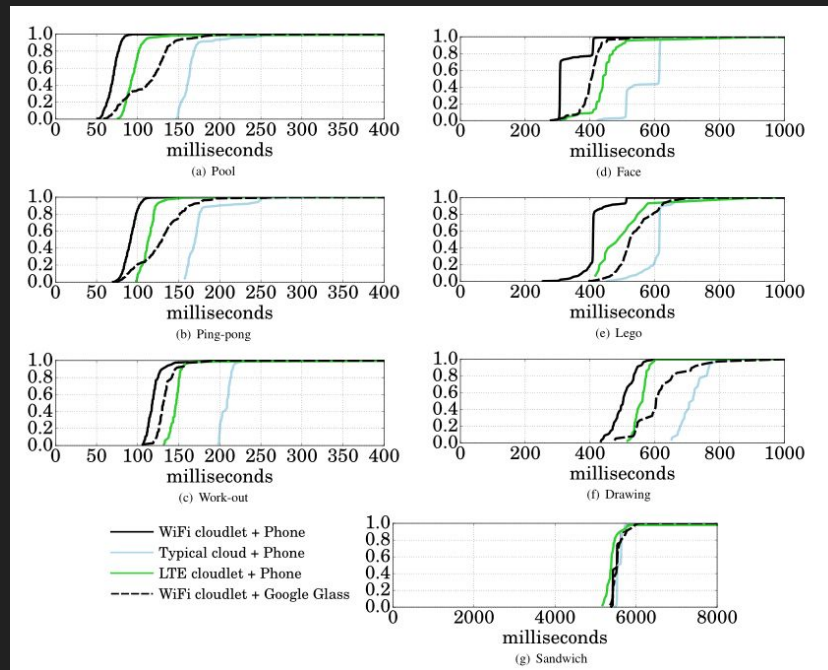 1.0
0.8
0.6
0.4
0.2
0.0
0 50 100 150 200 250 300 350 400
milliseconds
(a) Pool
1.0
0.8
0.6
0.4
0.2
0.0
0 200 400 600 800 1000
milliseconds
(d) Face
1.0
0.8
0.6
0.4
0.2
0.0
0 50 100 150 200 250 300 350 400
milliseconds
(b) Ping-pong
1.0
0.8
0.6
0.4
0.2
0.0
0 200 400 600 800 1000
milliseconds
(e) Lego
1.0
0.8
0.6
0.4
0.2
0.0
0 50 100 150 200 250 300 350 400
milliseconds
(c) Work-out
1.0
0.8
0.6
0.4
0.2
0.0
0 200 400 600 800 1000
milliseconds
(f) Drawing
WiFi cloudlet + Phone
Typical cloud + Phone
LTE cloudlet + Phone
WiFi cloudlet + Google Glass
1.0
0.8
0.6
0.4
0.2
0.0
0 2000 4000 6000 8000
milliseconds
(g) Sandwich